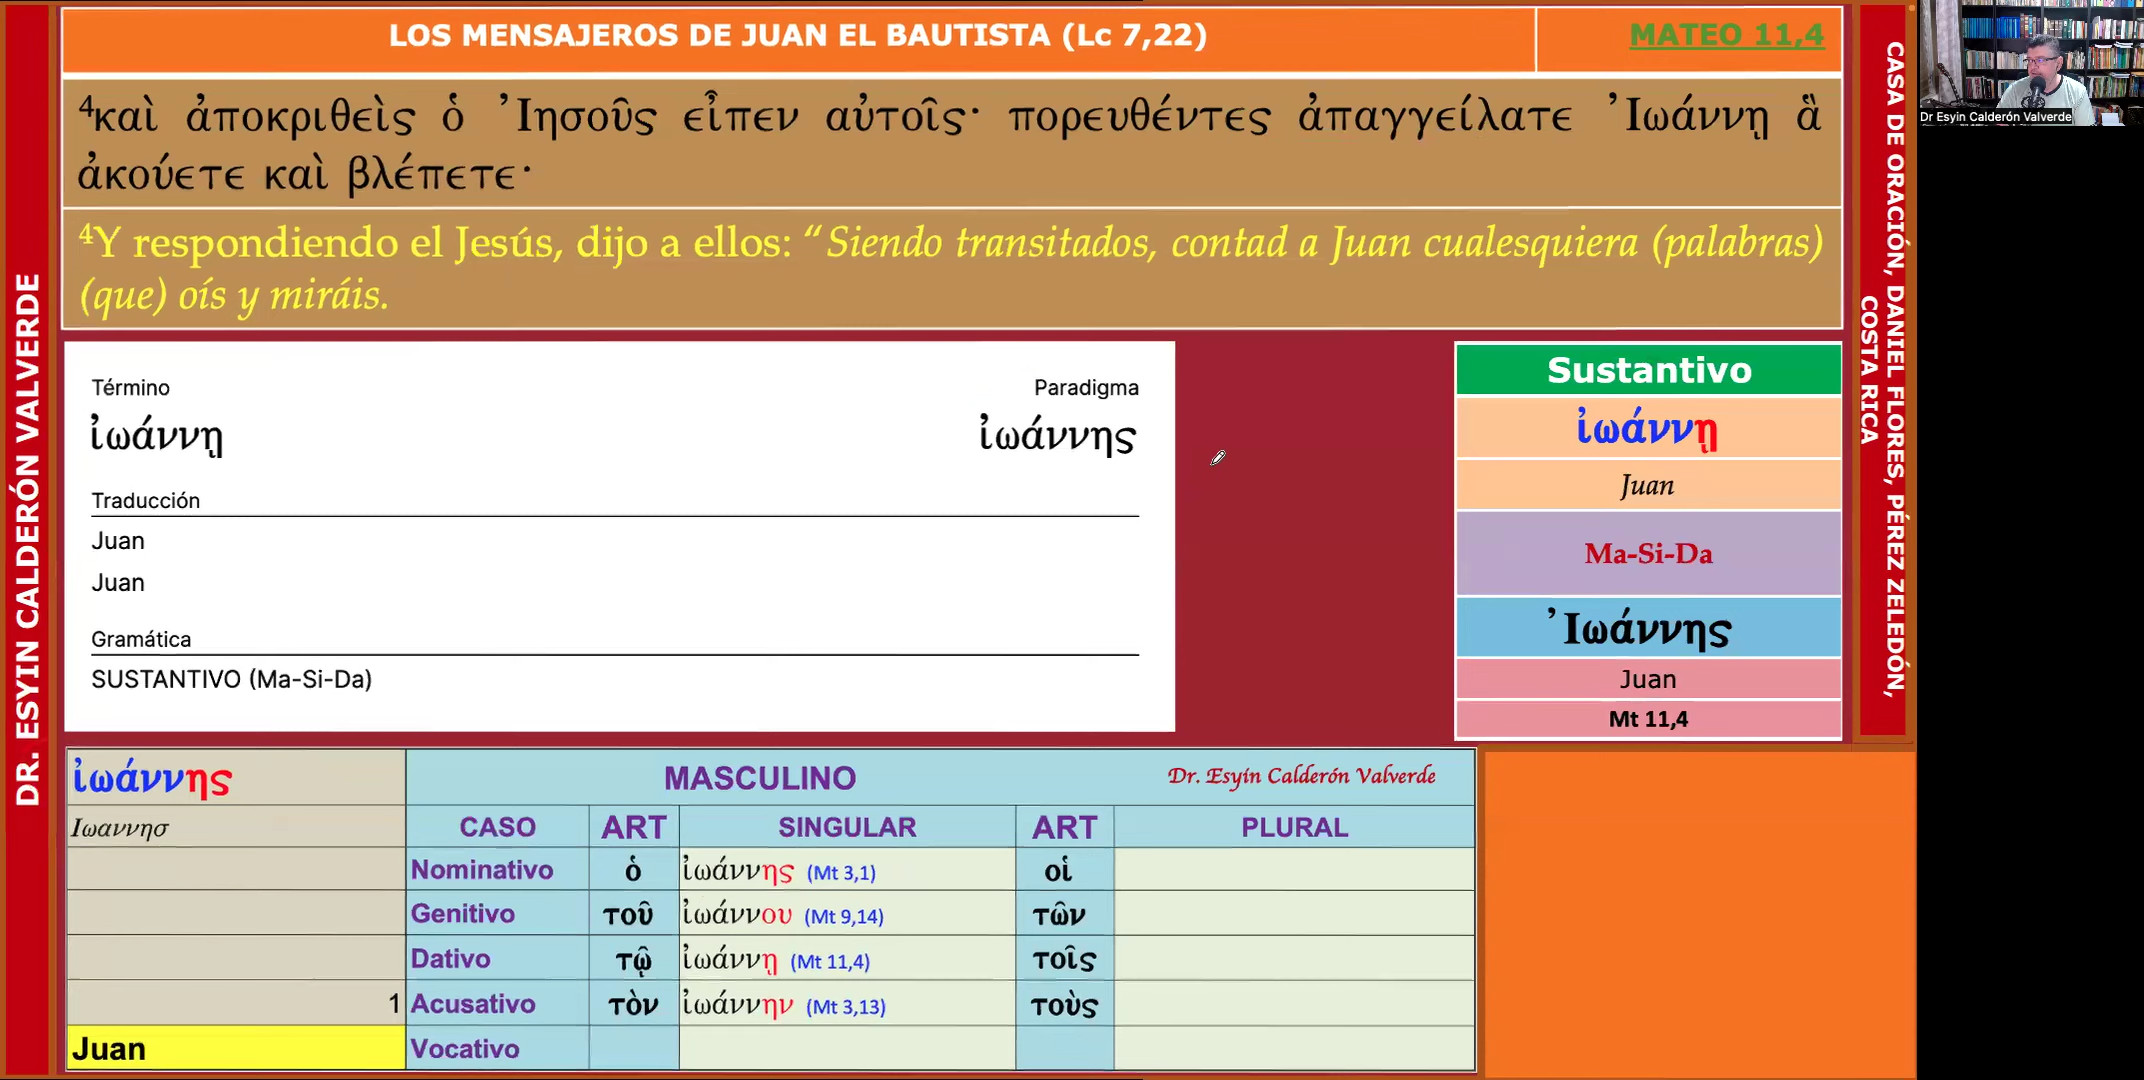 DR. ESYIN CALDERÓN VALVERDE
LOS MENSAJEROS DE JUAN EL BAUTISTA (Lc 7,22)
MATEO 11,4
⁴καὶ ἀποκριθεὶς ὁ Ἰησοῦς εἶπεν αὐτοῖς· πορευθέντες ἀπαγγείλατε Ἰωάννῃ ἃ
ἀκούετε καὶ βλέπετε·
⁴Y respondiendo el Jesús, dijo a ellos: “Siendo transitados, contad a Juan cualesquiera (palabras)
(que) oís y miráis.
Término
Paradigma
ἰωάννῃ
ἰωάννης
Traducción
Juan
Juan
Gramática
SUSTANTIVO (Ma-Si-Da)
Sustantivo
ἰωάννῃ
Juan
Ma-Si-Da
Ἰωάννης
Juan
Mt 11,4
ἰωάννης MASCULINO Dr. Esyín Calderón Valverde
Ιωαννησ CASO ART SINGULAR ART PLURAL
Nominativo ὁ ἰωάννης (Mt 3,1) οἱ
Genitivo τοῦ ἰωάννου (Mt 9,14) τῶν
Dativo τῷ ἰωάννῃ (Mt 11,4) τοῖς
1 Acusativo τὸν ἰωάννην (Mt 3,13) τοὺς
Juan Vocativo
CASA DE ORACIÓN, DANIEL FLORES, PÉREZ ZELEDÓN,
COSTA RICA
Dr Esyin Calderón Valverde